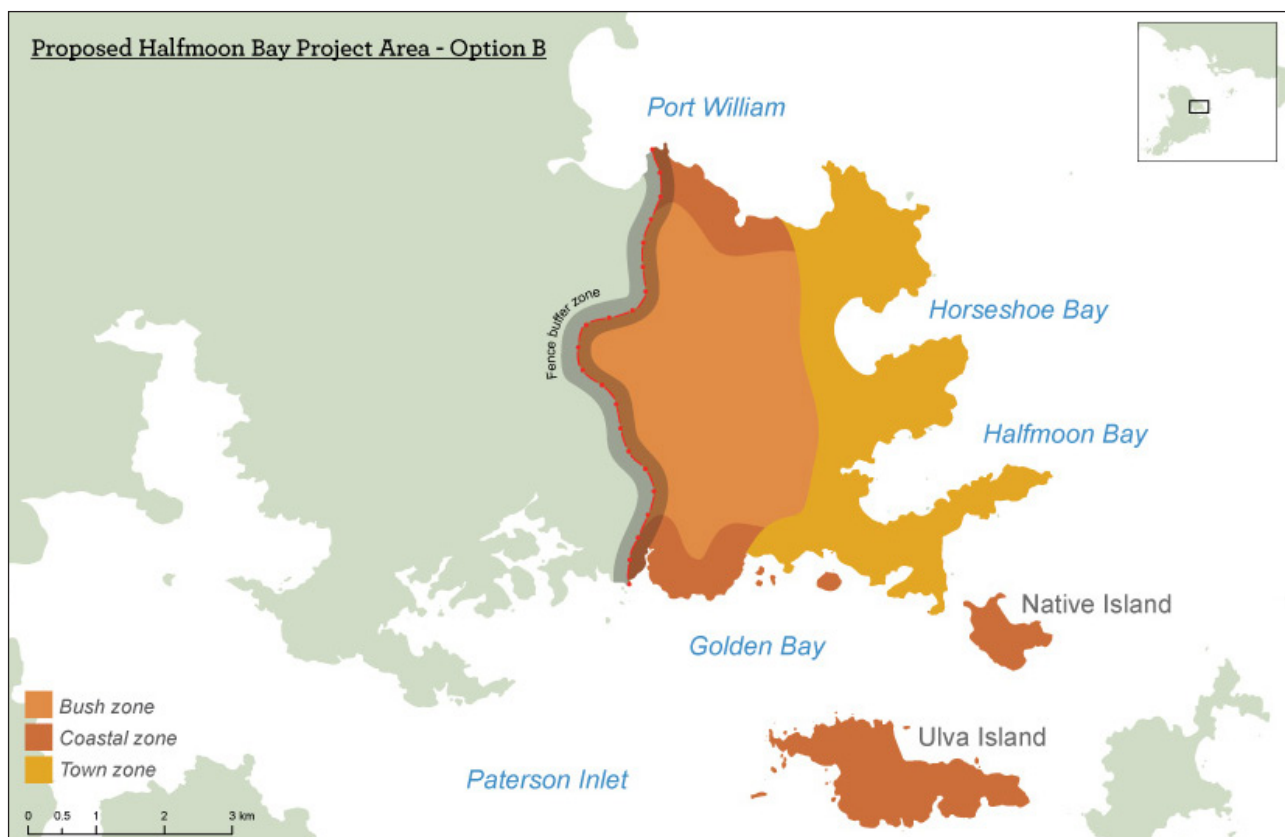 Proposed Halfmoon Bay Project Area - Option B
Port William
Fence buffer zone
Horseshoe Bay
Halfmoon Bay
Native Island
Golden Bay
Ulva Island
Paterson Inlet
Bush zone
Coastal zone
Town zone
0 0.5 1 2 3 km